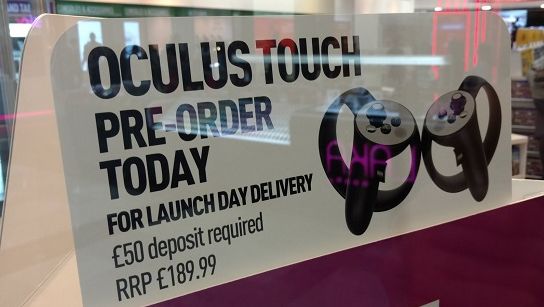 OCULUS TOUCH
PRE-ORDER
TODAY
FOR LAUNCH DAY DELIVERY
£50 deposit required
RRP £189.99